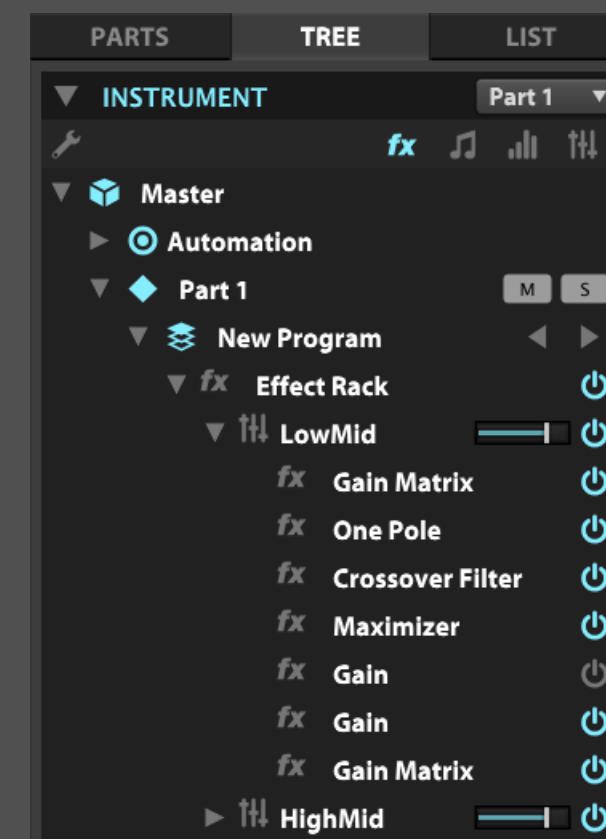 PARTS TREE LIST
INSTRUMENT Part 1
fx
Master
Automation
Part 1 M S
New Program
fx Effect Rack
LowMid
fx Gain Matrix
fx One Pole
fx Crossover Filter
fx Maximizer
fx Gain
fx Gain
fx Gain Matrix
HighMid